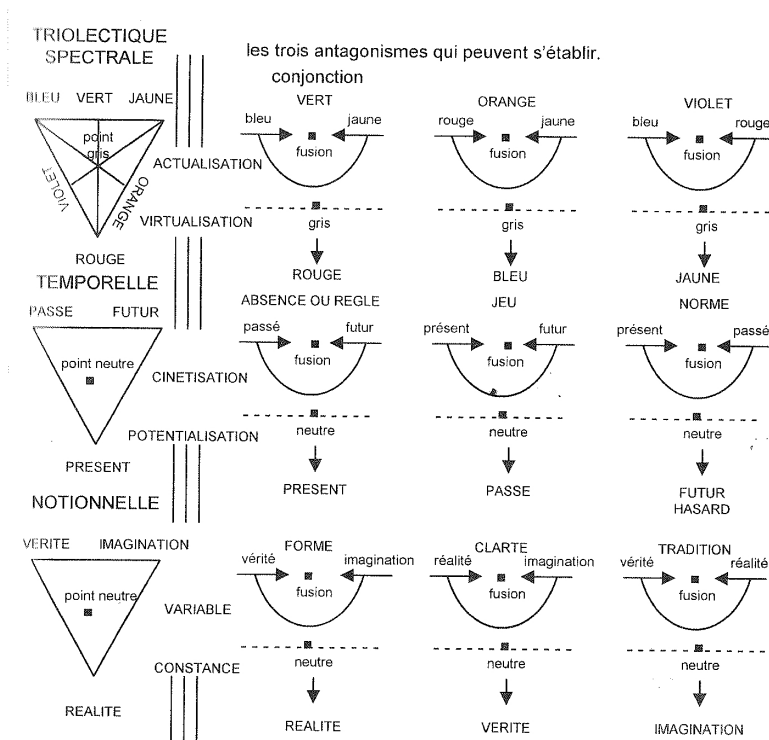 TRIOLECTIQUE
SPECTRALE
les trois antagonismes qui peuvent s'établir.
conjonction
BLEU VERT JAUNE
VERT
ORANGE
VIOLET
bleu jaune
rouge jaune
bleu rouge
point
gris
fusion
fusion
fusion
VIOLET
ORANGE
ACTUALISATION
VIRTUALISATION
gris
gris
gris
ROUGE
ROUGE
BLEU
JAUNE
TEMPORELLE
ABSENCE OU REGLE
JEU
NORME
PASSE FUTUR
passé futur
présent futur
présent passé
point neutre
fusion
fusion
fusion
CINETISATION
POTENTIALISATION
neutre
neutre
neutre
PRESENT
PRESENT
PASSE
FUTUR
HASARD
NOTIONNELLE
VERITE IMAGINATION
FORME
CLARTE
TRADITION
vérité imagination
réalité imagination
vérité réalité
point neutre
fusion
fusion
fusion
VARIABLE
CONSTANCE
neutre
neutre
neutre
REALITE
REALITE
VERITE
IMAGINATION